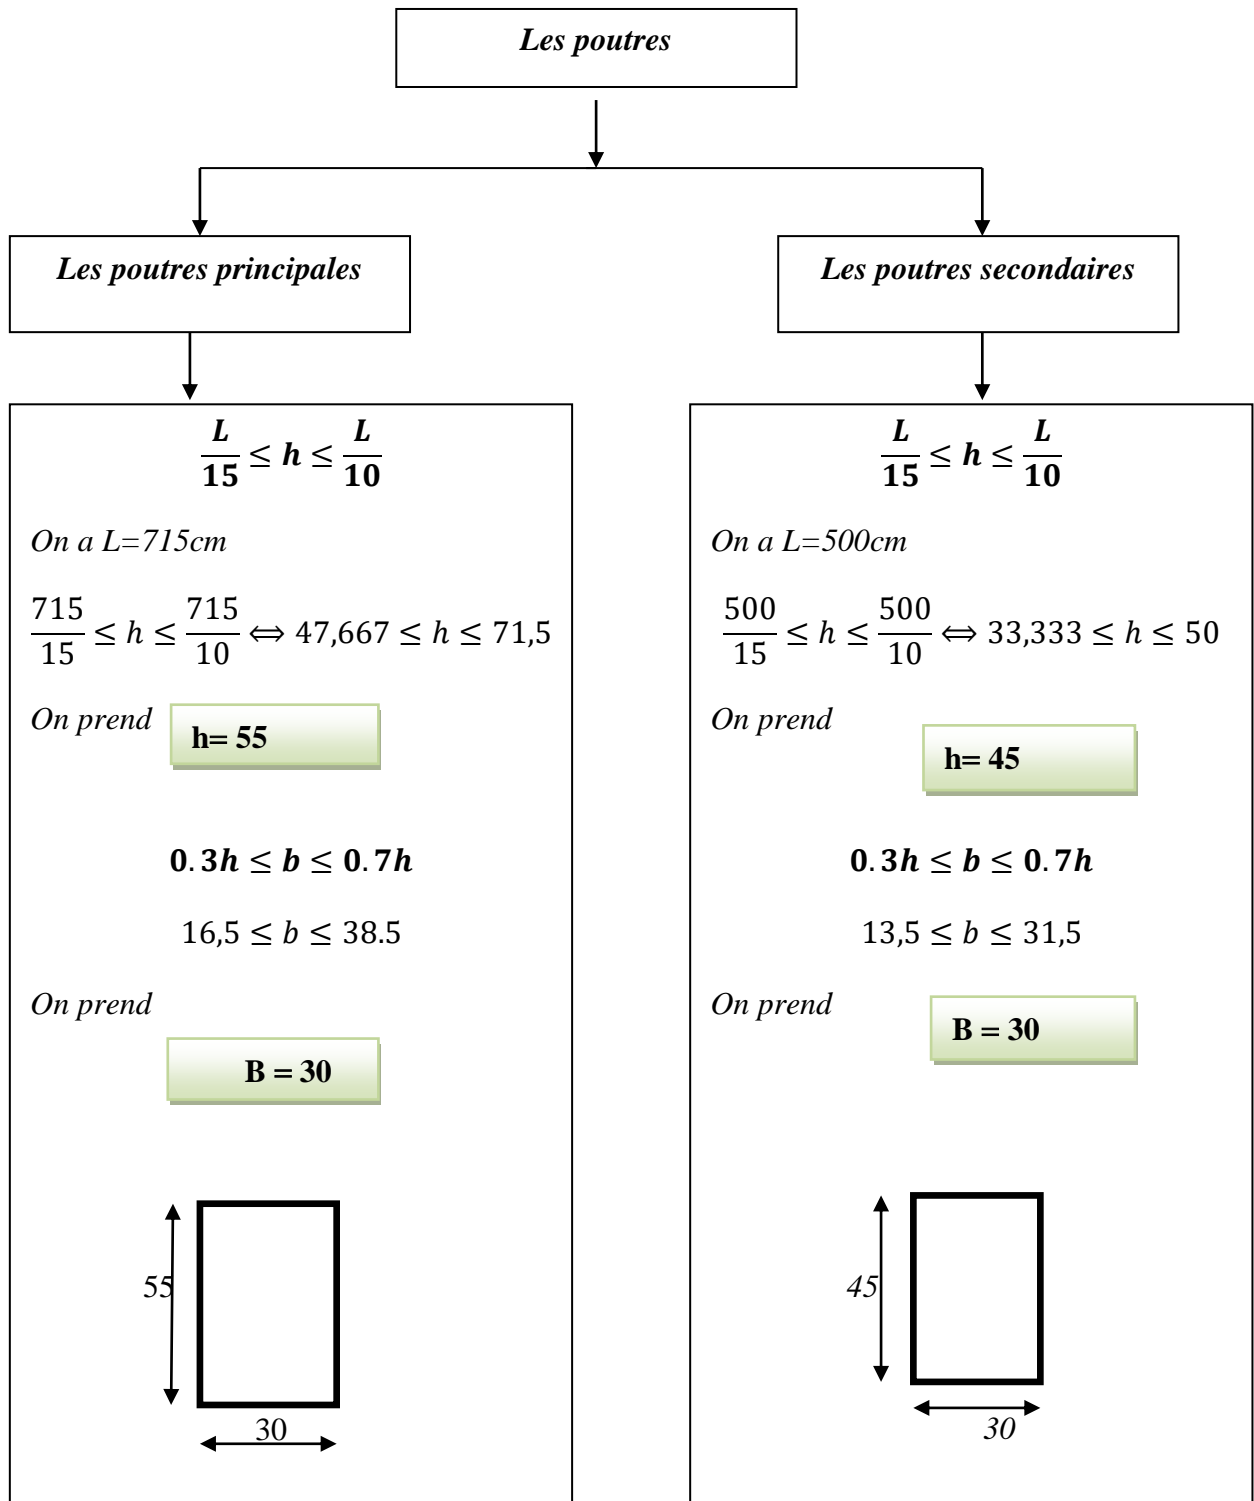 Les poutres
Les poutres principales
Les poutres secondaires
L/15 ≤ h ≤ L/10
On a L=715cm
715/15 ≤ h ≤ 715/10 ⇔ 47,667 ≤ h ≤ 71,5
On prend
h= 55
0.3h ≤ b ≤ 0.7h
16,5 ≤ b ≤ 38.5
On prend
B = 30
55
30
L/15 ≤ h ≤ L/10
On a L=500cm
500/15 ≤ h ≤ 500/10 ⇔ 33,333 ≤ h ≤ 50
On prend
h= 45
0.3h ≤ b ≤ 0.7h
13,5 ≤ b ≤ 31,5
On prend
B = 30
45
30